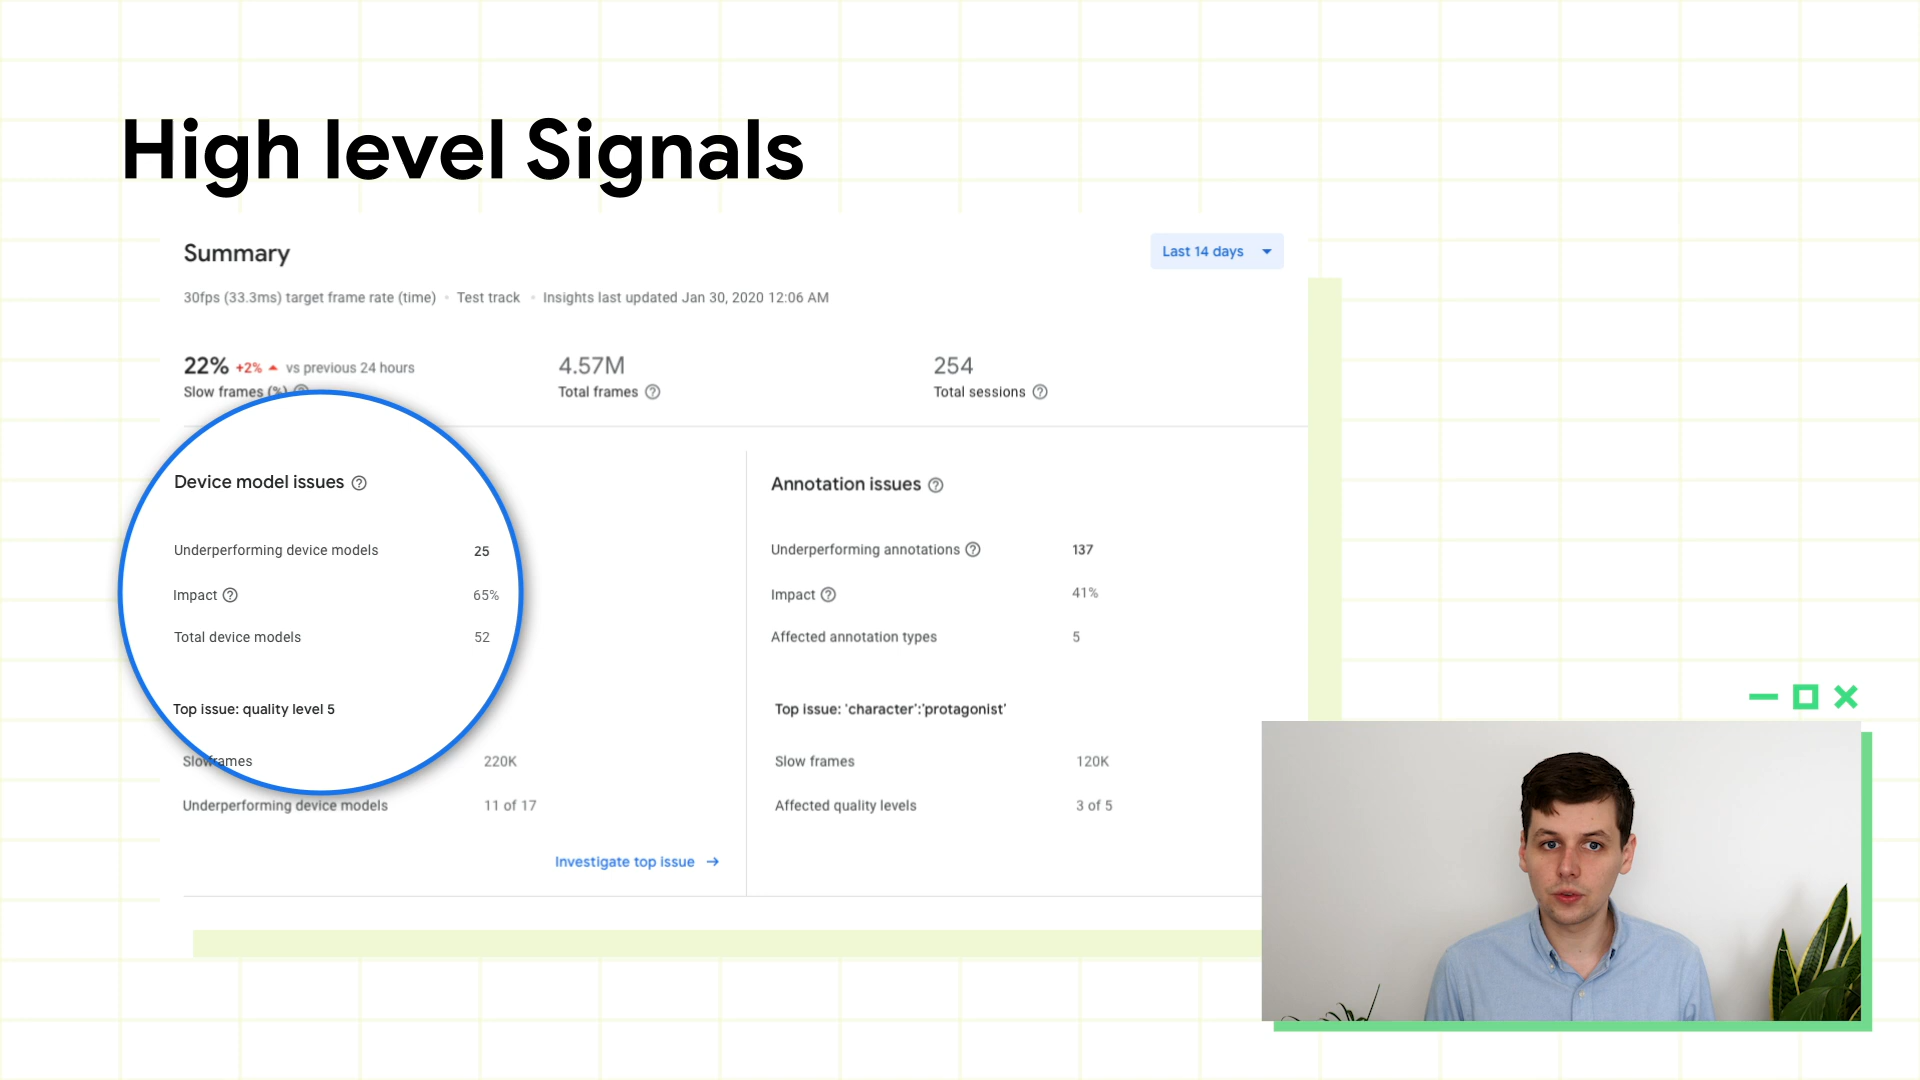 High level Signals
Summary
Last 14 days
30fps (33.3ms) target frame rate (time) • Test track • Insights last updated Jan 30, 2020 12:06 AM
22% +2% vs previous 24 hours
4.57M
254
Slow frames (%)
Total frames
Total sessions
Device model issues
Underperforming device models 25
Impact 65%
Total device models 52
Top issue: quality level 5
Slow frames 220K
Underperforming device models 11 of 17
Investigate top issue →
Annotation issues
Underperforming annotations 137
Impact 41%
Affected annotation types 5
Top issue: 'character':'protagonist'
Slow frames 120K
Affected quality levels 3 of 5